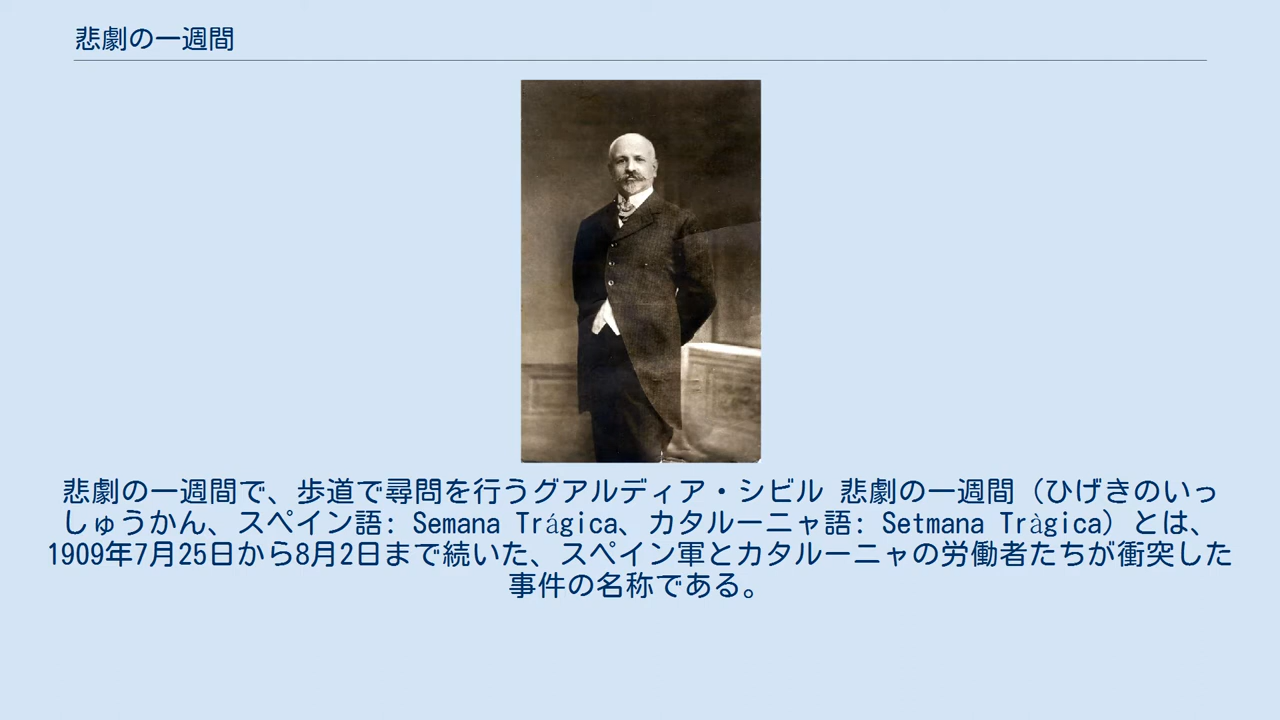 悲劇の一週間
悲劇の一週間で、歩道で尋問を行うグアルディア・シビル 悲劇の一週間（ひげきのいっ
しゅうかん、スペイン語: Semana Trágica、カタルーニャ語: Setmana Tràgica）とは、
1909年7月25日から8月2日まで続いた、スペイン軍とカタルーニャの労働者たちが衝突した
事件の名称である。